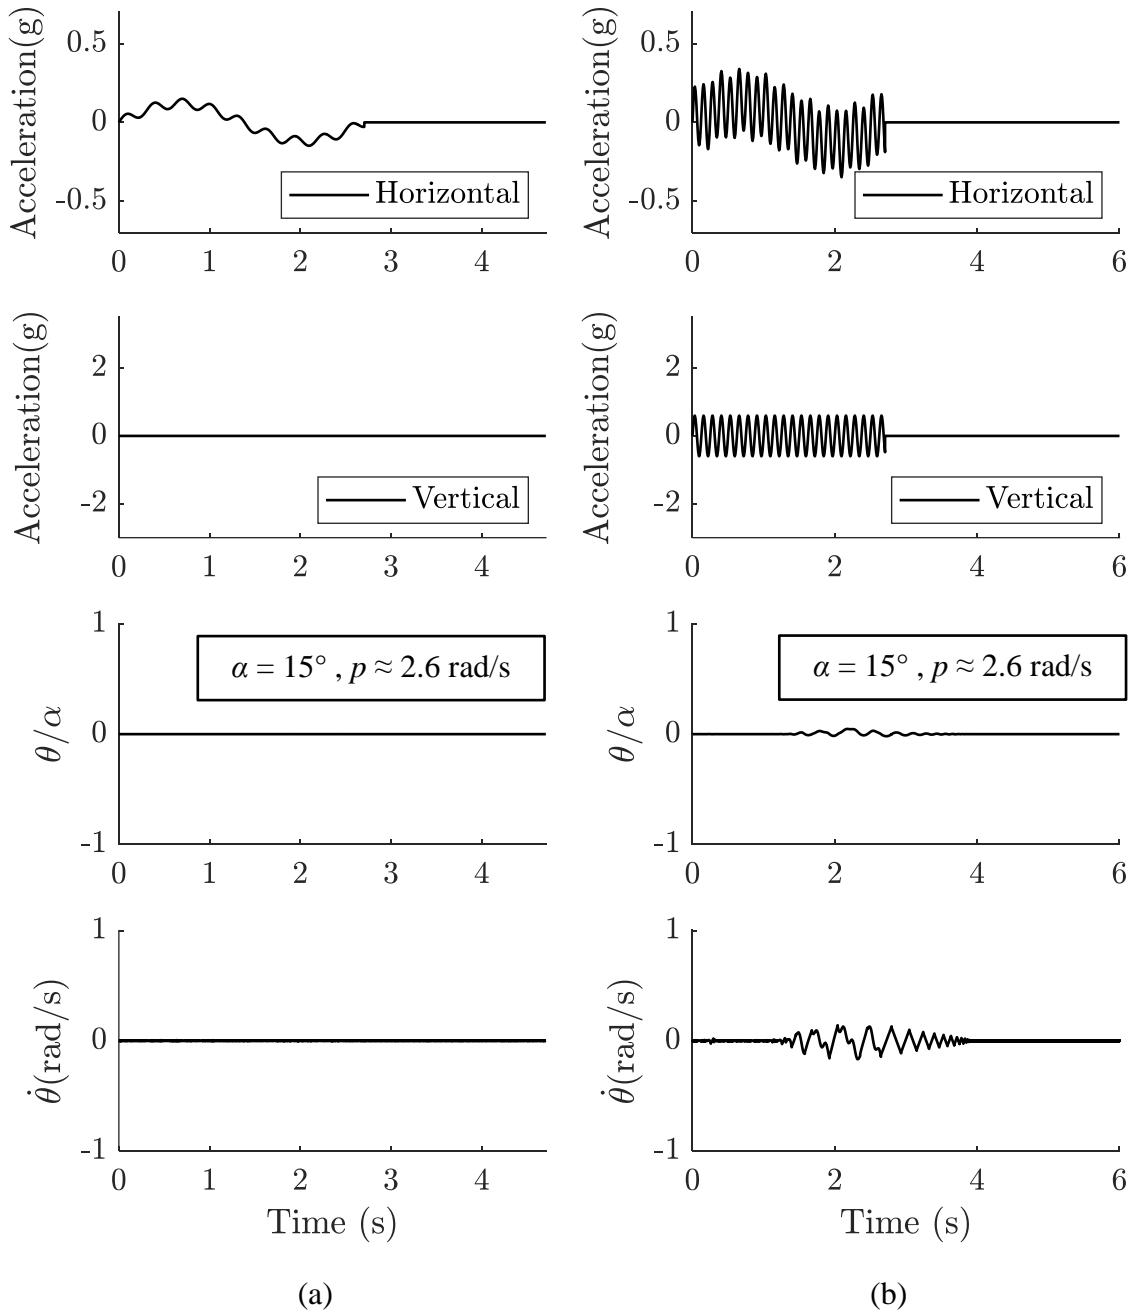 Acceleration(g)
0.5
0
-0.5
Horizontal
0 1 2 3 4
Acceleration(g)
0.5
0
-0.5
Horizontal
0 2 4 6
Acceleration(g)
2
0
-2
Vertical
0 1 2 3 4
Acceleration(g)
2
0
-2
Vertical
0 2 4 6
θ/α
1
0
-1
α = 15° , p ≈ 2.6 rad/s
0 1 2 3 4
θ/α
1
0
-1
α = 15° , p ≈ 2.6 rad/s
0 2 4 6
θ̇(rad/s)
1
0
-1
0 1 2 3 4
Time (s)
(a)
θ̇(rad/s)
1
0
-1
0 2 4 6
Time (s)
(b)